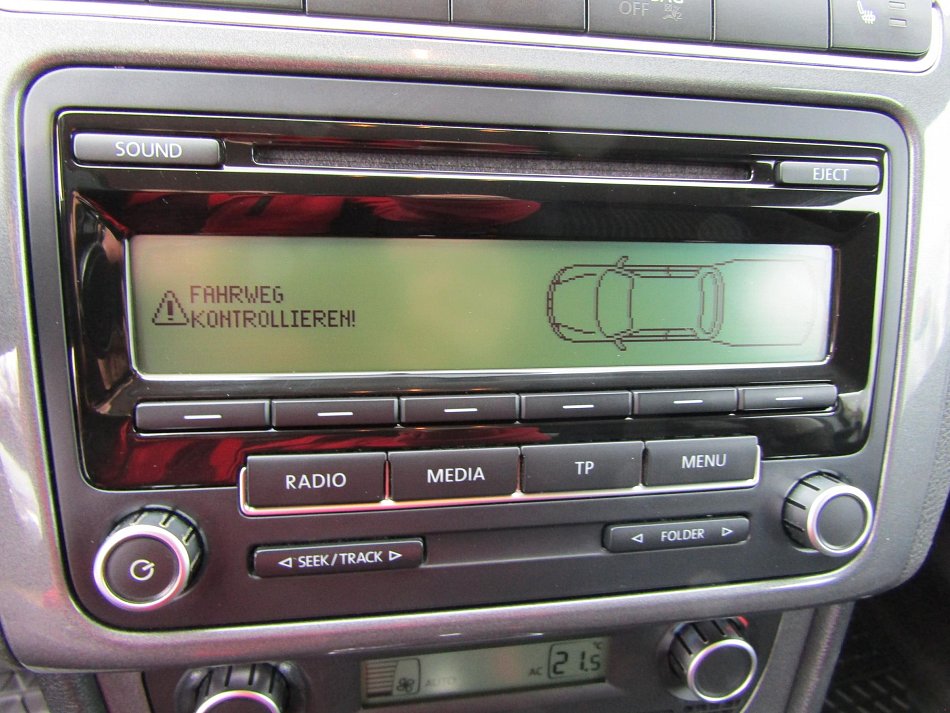 OFF
SOUND
EJECT
FAHRWEG
KONTROLLIEREN!
RADIO MEDIA TP MENU
SEEK/TRACK FOLDER
AUTO AC 21.5 °C